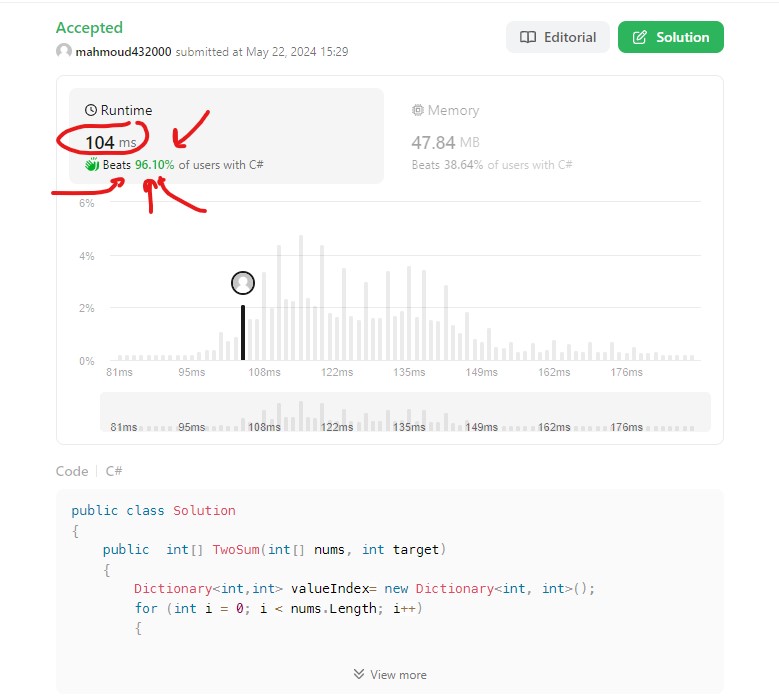 Accepted
mahmoud432000 submitted at May 22, 2024 15:29
Editorial
Solution
Runtime
104 ms
Beats 96.10% of users with C#
Memory
47.84 MB
Beats 38.64% of users with C#
6%
4%
2%
0%
81ms 95ms 108ms 122ms 135ms 149ms 162ms 176ms
81ms 95ms 108ms 122ms 135ms 149ms 162ms 176ms
Code | C#
public class Solution
{
    public  int[] TwoSum(int[] nums, int target)
    {
        Dictionary<int,int> valueIndex= new Dictionary<int, int>();
        for (int i = 0; i < nums.Length; i++)
        {
View more